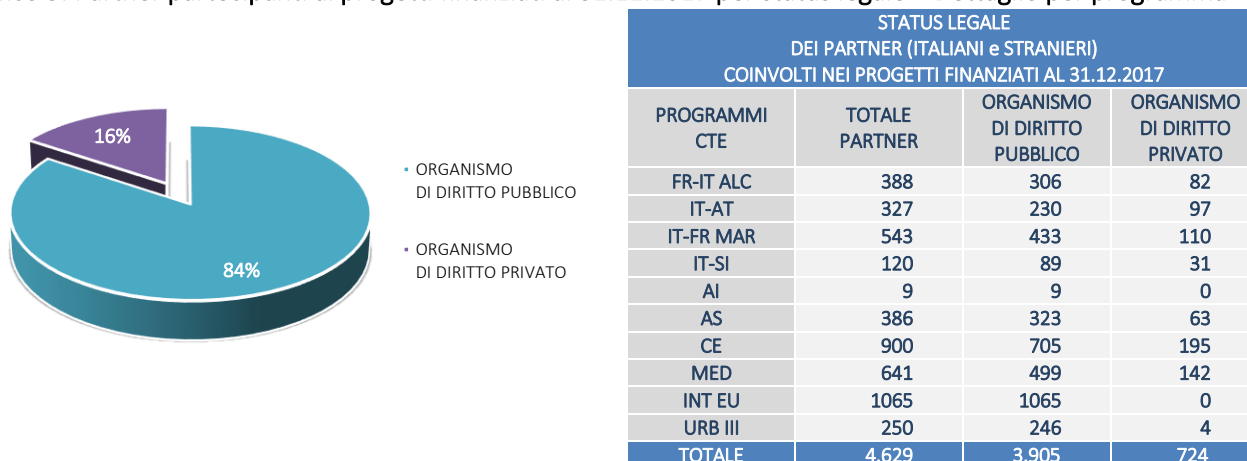 16%
84%
▪ ORGANISMO
DI DIRITTO PUBBLICO
▪ ORGANISMO
DI DIRITTO PRIVATO
STATUS LEGALE
DEI PARTNER (ITALIANI e STRANIERI)
COINVOLTI NEI PROGETTI FINANZIATI AL 31.12.2017
PROGRAMMI CTE TOTALE PARTNER ORGANISMO DI DIRITTO PUBBLICO ORGANISMO DI DIRITTO PRIVATO
FR-IT ALC 388 306 82
IT-AT 327 230 97
IT-FR MAR 543 433 110
IT-SI 120 89 31
AI 9 9 0
AS 386 323 63
CE 900 705 195
MED 641 499 142
INT EU 1065 1065 0
URB III 250 246 4
TOTALE 4.629 3.905 724